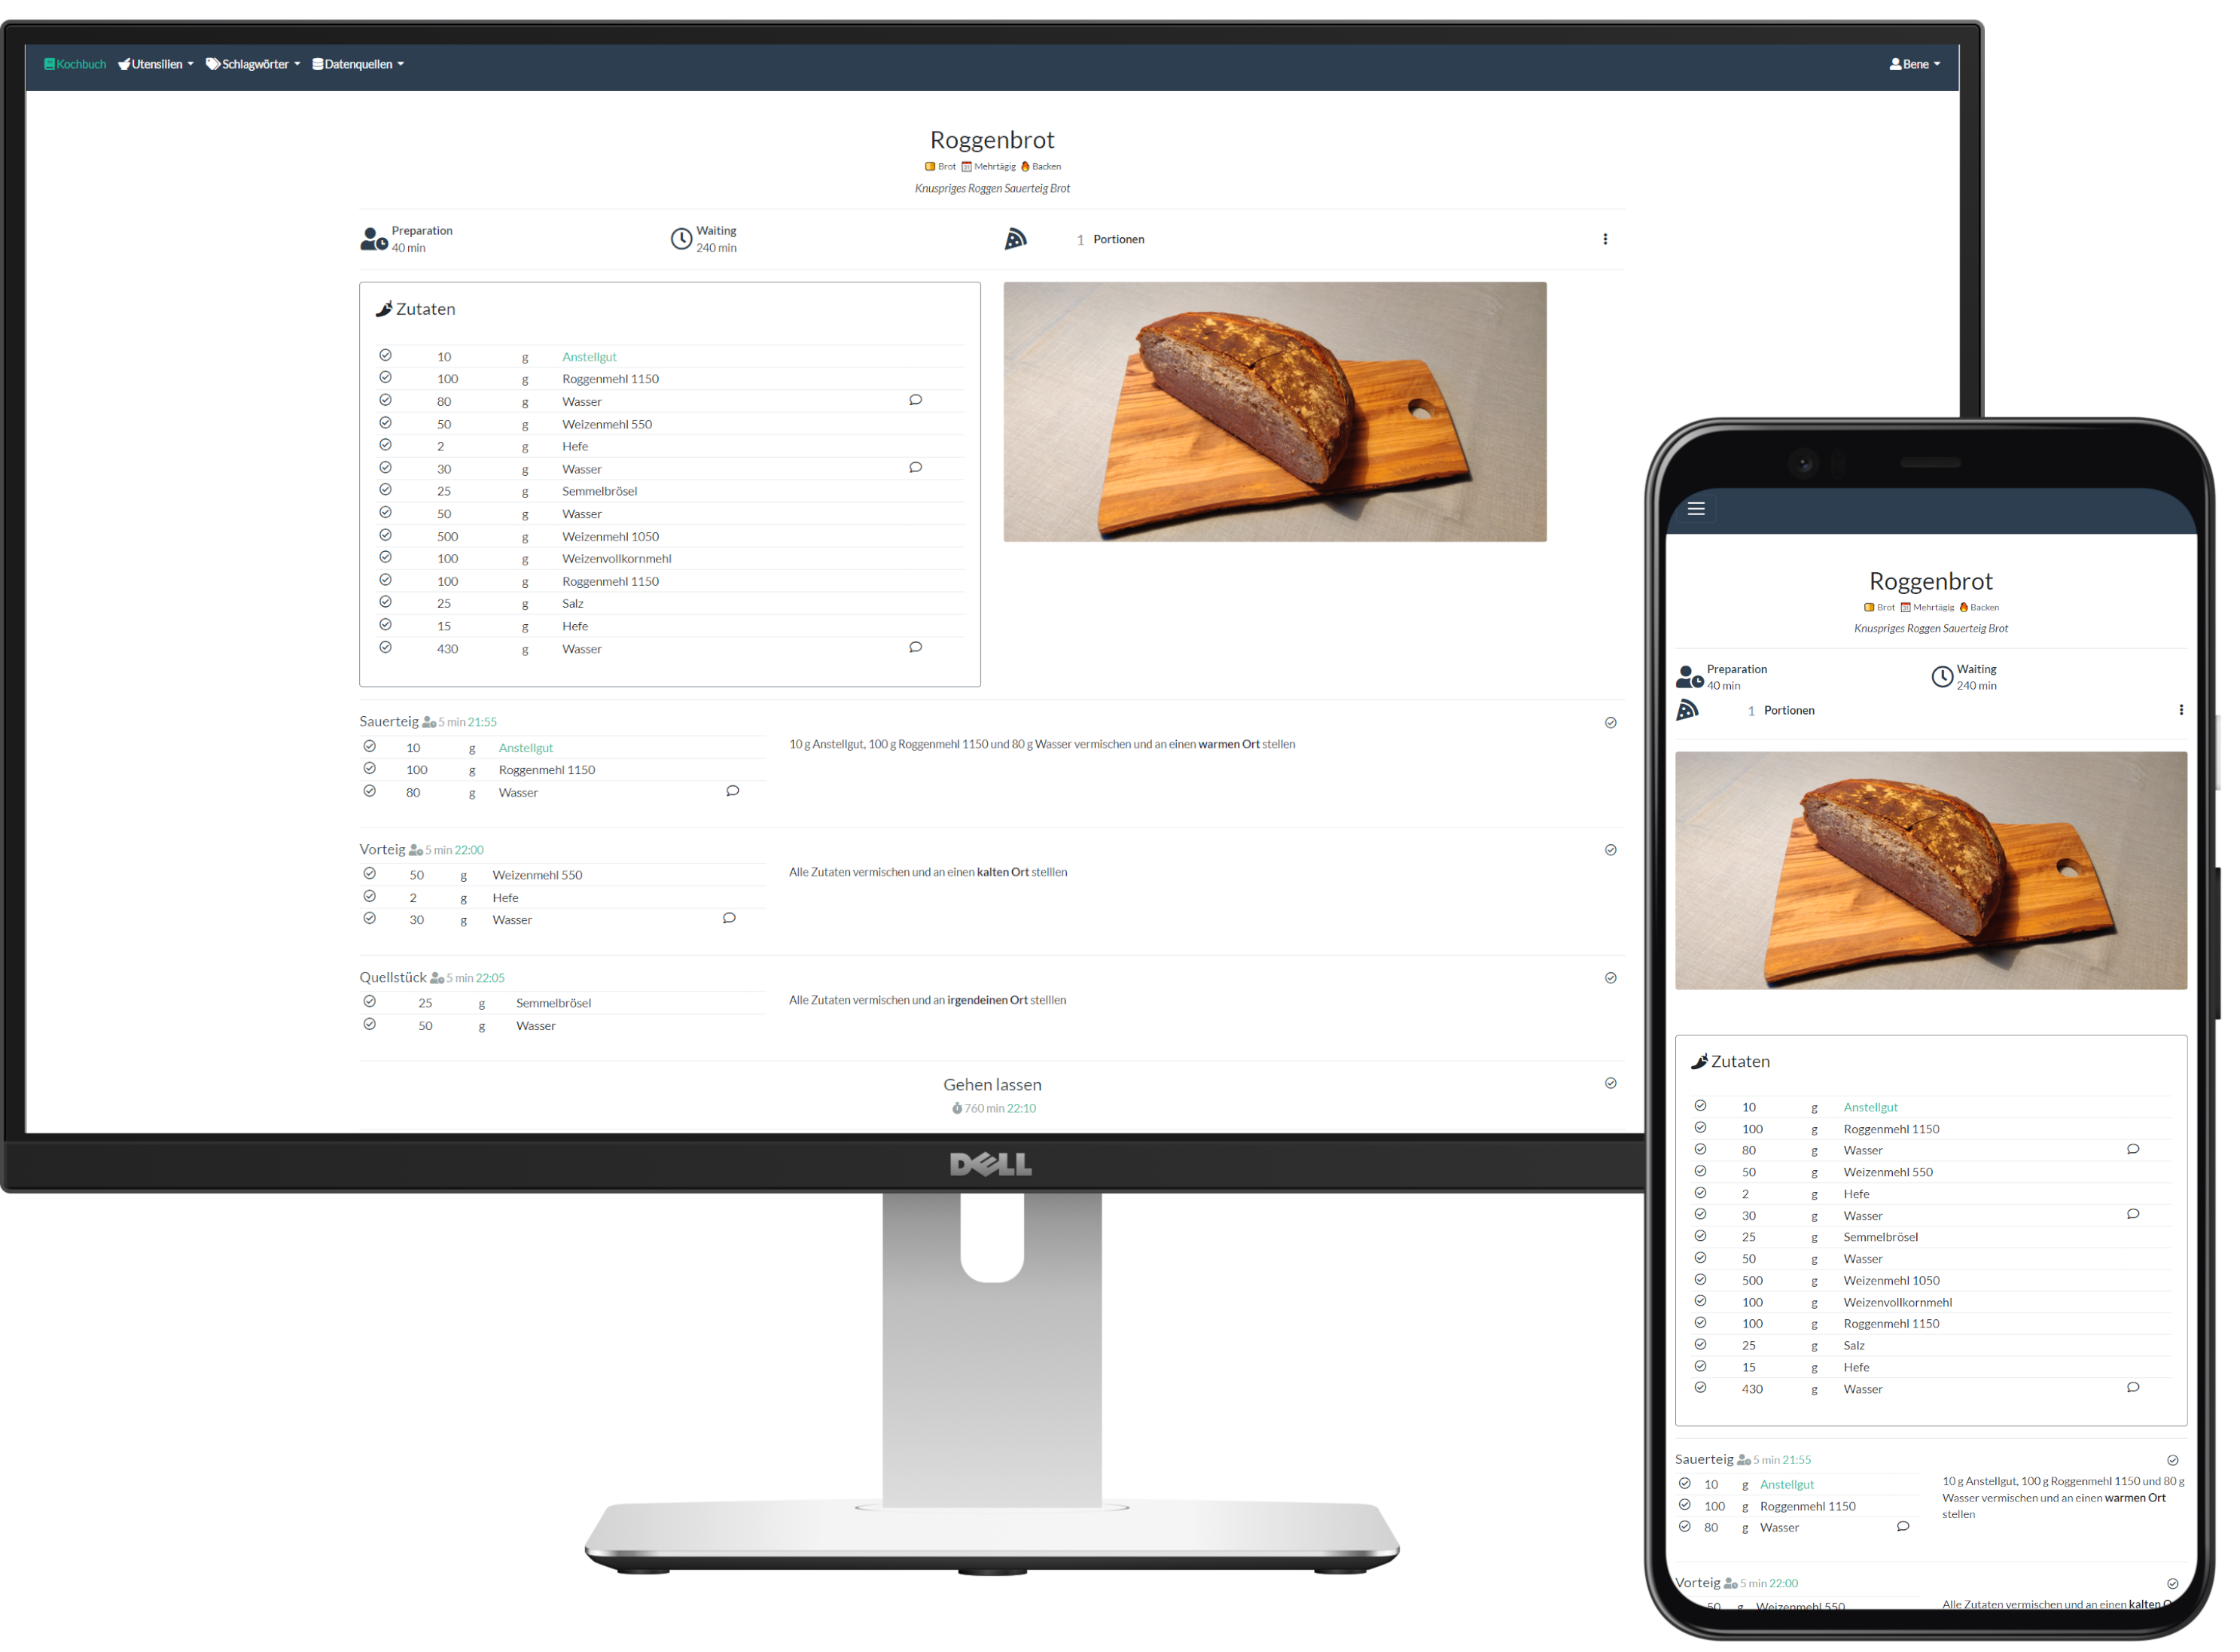 Kochbuch Utensilien Schlagwörter Datenquellen Bene
Roggenbrot
Brot Mehrtägig Backen
Knuspriges Roggen Sauerteig Brot
Preparation
40 min
Waiting
240 min
1 Portionen
Zutaten
10 g Anstellgut
100 g Roggenmehl 1150
80 g Wasser
50 g Weizenmehl 550
2 g Hefe
30 g Wasser
25 g Semmelbrösel
50 g Wasser
500 g Weizenmehl 1050
100 g Weizenvollkornmehl
100 g Roggenmehl 1150
25 g Salz
15 g Hefe
430 g Wasser
Sauerteig 5 min 21:55
10 g Anstellgut
100 g Roggenmehl 1150
80 g Wasser
10 g Anstellgut, 100 g Roggenmehl 1150 und 80 g Wasser vermischen und an einen warmen Ort stellen
Vorteig 5 min 22:00
50 g Weizenmehl 550
2 g Hefe
30 g Wasser
Alle Zutaten vermischen und an einen kalten Ort stelllen
Quellstück 5 min 22:05
25 g Semmelbrösel
50 g Wasser
Alle Zutaten vermischen und an irgendeinen Ort stelllen
Gehen lassen
760 min 22:10
DELL
Roggenbrot
Brot Mehrtägig Backen
Knuspriges Roggen Sauerteig Brot
Preparation
40 min
Waiting
240 min
1 Portionen
Zutaten
10 g Anstellgut
100 g Roggenmehl 1150
80 g Wasser
50 g Weizenmehl 550
2 g Hefe
30 g Wasser
25 g Semmelbrösel
50 g Wasser
500 g Weizenmehl 1050
100 g Weizenvollkornmehl
100 g Roggenmehl 1150
25 g Salz
15 g Hefe
430 g Wasser
Sauerteig 5 min 21:55
10 g Anstellgut
100 g Roggenmehl 1150
80 g Wasser
10 g Anstellgut, 100 g Roggenmehl 1150 und 80 g
Wasser vermischen und an einen warmen Ort
stellen
Vorteig 5 min 22:00
50 g Weizenmehl 550
Alle Zutaten vermischen und an einen kalten